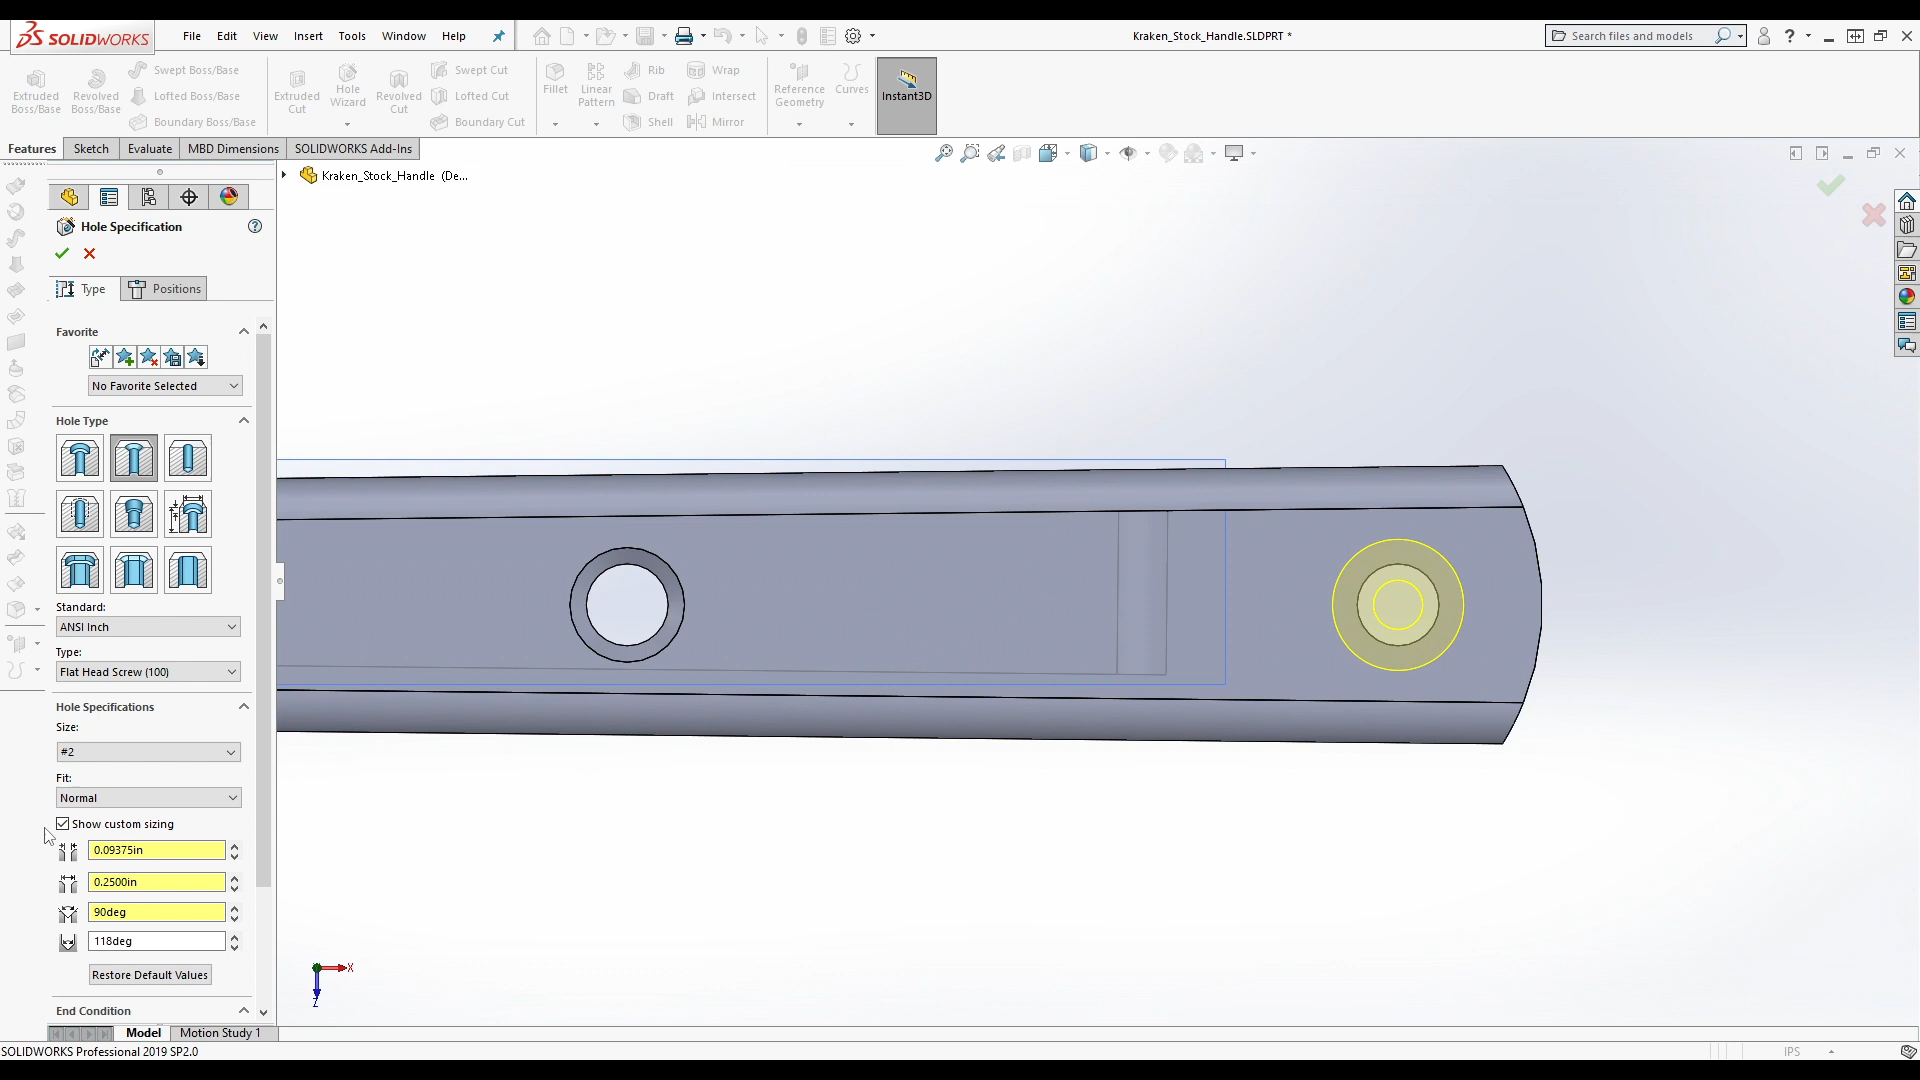 SOLIDWORKS File Edit View Insert Tools Window Help Kraken_Stock_Handle.SLDPRT * Search files and models ?
Extruded Boss/Base
Revolved Boss/Base
Swept Boss/Base
Lofted Boss/Base
Boundary Boss/Base
Extruded Cut
Hole Wizard
Revolved Cut
Swept Cut
Lofted Cut
Boundary Cut
Fillet
Linear Pattern
Rib
Draft
Shell
Wrap
Intersect
Mirror
Reference Geometry
Curves
Instant3D
Features Sketch Evaluate MBD Dimensions SOLIDWORKS Add-Ins
Kraken_Stock_Handle (De...
Hole Specification ?
Type Positions
Favorite
No Favorite Selected
Hole Type
Standard:
ANSI Inch
Type:
Flat Head Screw (100)
Hole Specifications
Size:
#2
Fit:
Normal
Show custom sizing
0.09375in
0.2500in
90deg
118deg
Restore Default Values
End Condition
X
Z
Model Motion Study 1
SOLIDWORKS Professional 2019 SP2.0 IPS